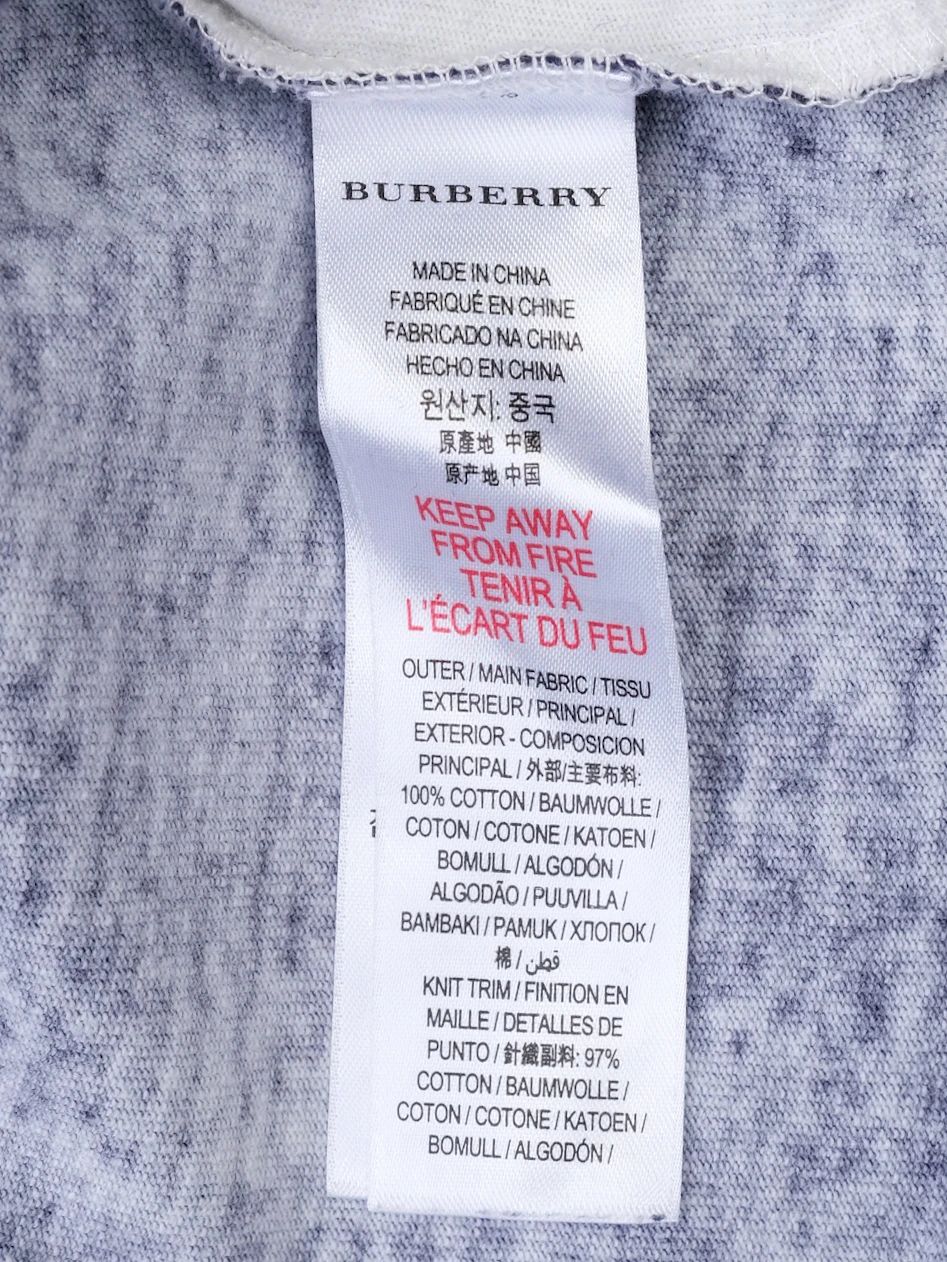 BURBERRY
MADE IN CHINA
FABRIQUÉ EN CHINE
FABRICADO NA CHINA
HECHO EN CHINA
원산지: 중국
原產地 中國
原产地 中国
KEEP AWAY
FROM FIRE
TENIR À
L'ÉCART DU FEU
OUTER / MAIN FABRIC / TISSU
EXTÉRIEUR / PRINCIPAL /
EXTERIOR - COMPOSICION
PRINCIPAL / 外部/主要布料:
100% COTTON / BAUMWOLLE /
COTON / COTONE / KATOEN /
BOMULL / ALGODÓN /
ALGODÃO / PUUVILLA /
BAMBAKI / PAMUK / ХЛОПОК /
棉 / قطن
KNIT TRIM / FINITION EN
MAILLE / DETALLES DE
PUNTO / 針織副料: 97%
COTTON / BAUMWOLLE /
COTON / COTONE / KATOEN /
BOMULL / ALGODÓN /